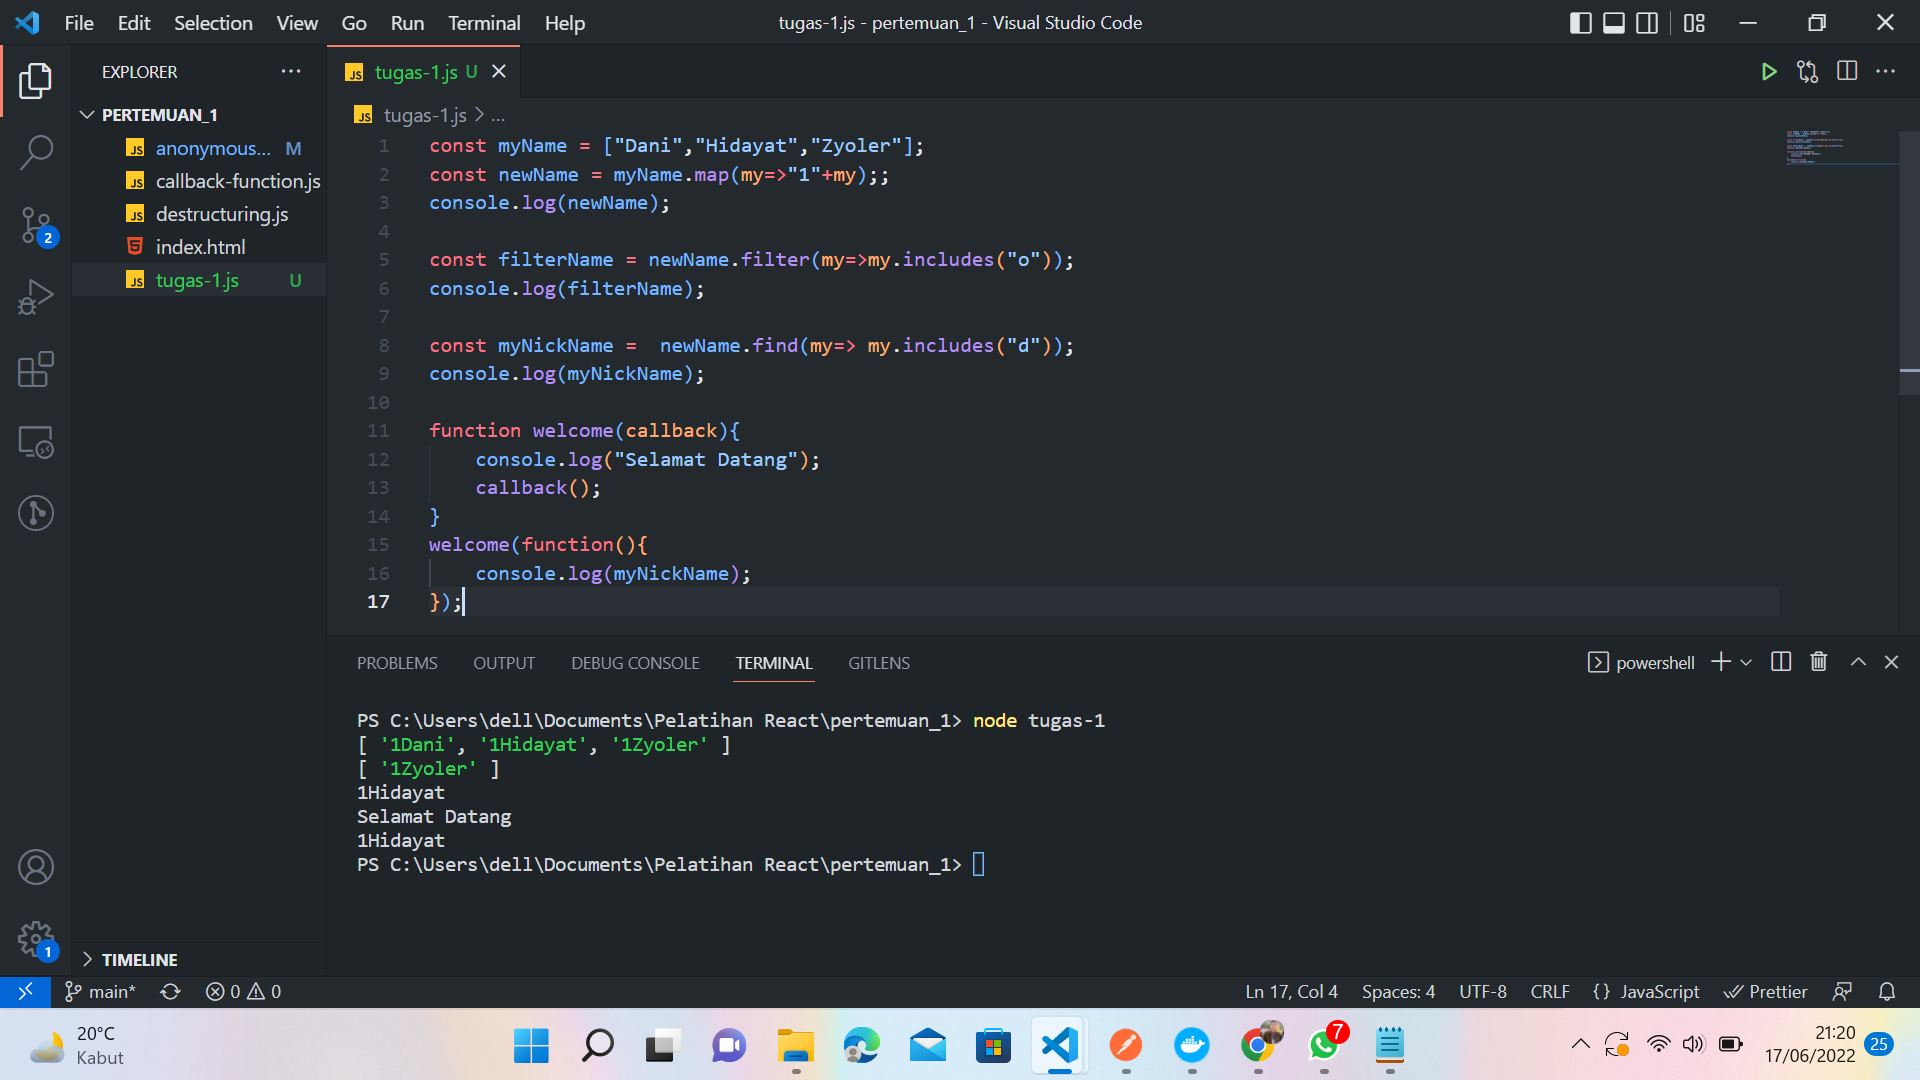 File Edit Selection View Go Run Terminal Help
tugas-1.js - pertemuan_1 - Visual Studio Code
EXPLORER
PERTEMUAN_1
JS anonymous... M
JS callback-function.js
JS destructuring.js
5 index.html
JS tugas-1.js U
TIMELINE
2
1
JS tugas-1.js U
JS tugas-1.js > ...
1 const myName = ["Dani","Hidayat","Zyoler"];
2 const newName = myName.map(my=>"1"+my);;
3 console.log(newName);
4
5 const filterName = newName.filter(my=>my.includes("o"));
6 console.log(filterName);
7
8 const myNickName =  newName.find(my=> my.includes("d"));
9 console.log(myNickName);
10
11 function welcome(callback){
12     console.log("Selamat Datang");
13     callback();
14 }
15 welcome(function(){
16     console.log(myNickName);
17 });
PROBLEMS OUTPUT DEBUG CONSOLE TERMINAL GITLENS
powershell
PS C:\Users\dell\Documents\Pelatihan React\pertemuan_1> node tugas-1
[ '1Dani', '1Hidayat', '1Zyoler' ]
[ '1Zyoler' ]
1Hidayat
Selamat Datang
1Hidayat
PS C:\Users\dell\Documents\Pelatihan React\pertemuan_1>
main* 0 0
Ln 17, Col 4 Spaces: 4 UTF-8 CRLF {} JavaScript Prettier
20°C
Kabut
7
21:20
17/06/2022
25